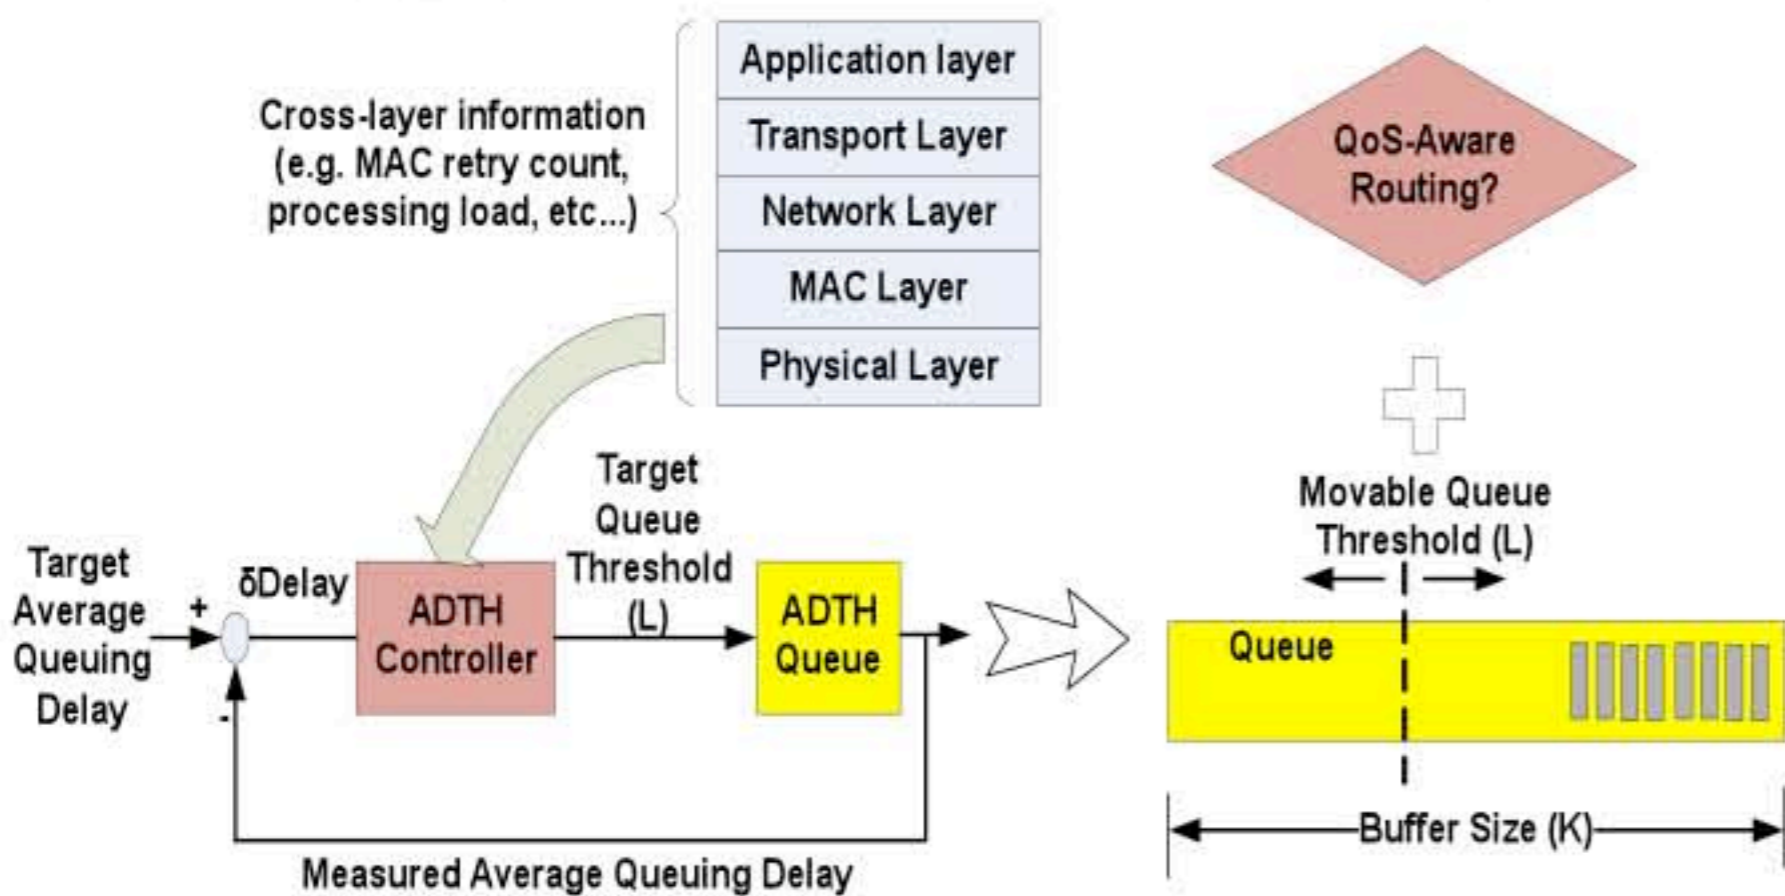 Application layer
Transport Layer
Network Layer
MAC Layer
Physical Layer
Cross-layer information
(e.g. MAC retry count,
processing load, etc...)
QoS-Aware
Routing?
Target
Average
Queuing
Delay
+
-
δDelay
ADTH
Controller
Target
Queue
Threshold
(L)
ADTH
Queue
Measured Average Queuing Delay
Movable Queue
Threshold (L)
Queue
Buffer Size (K)